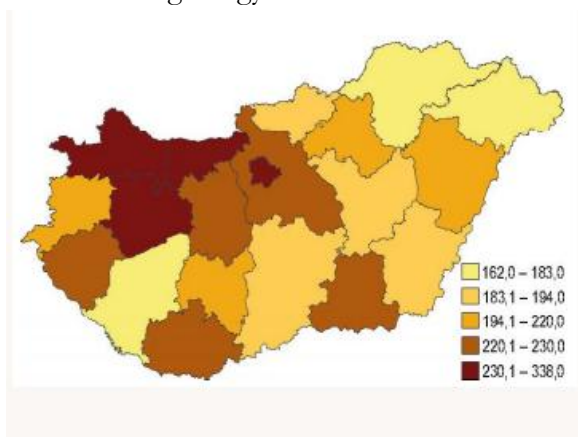 162,0 – 183,0
183,1 – 194,0
194,1 – 220,0
220,1 – 230,0
230,1 – 338,0